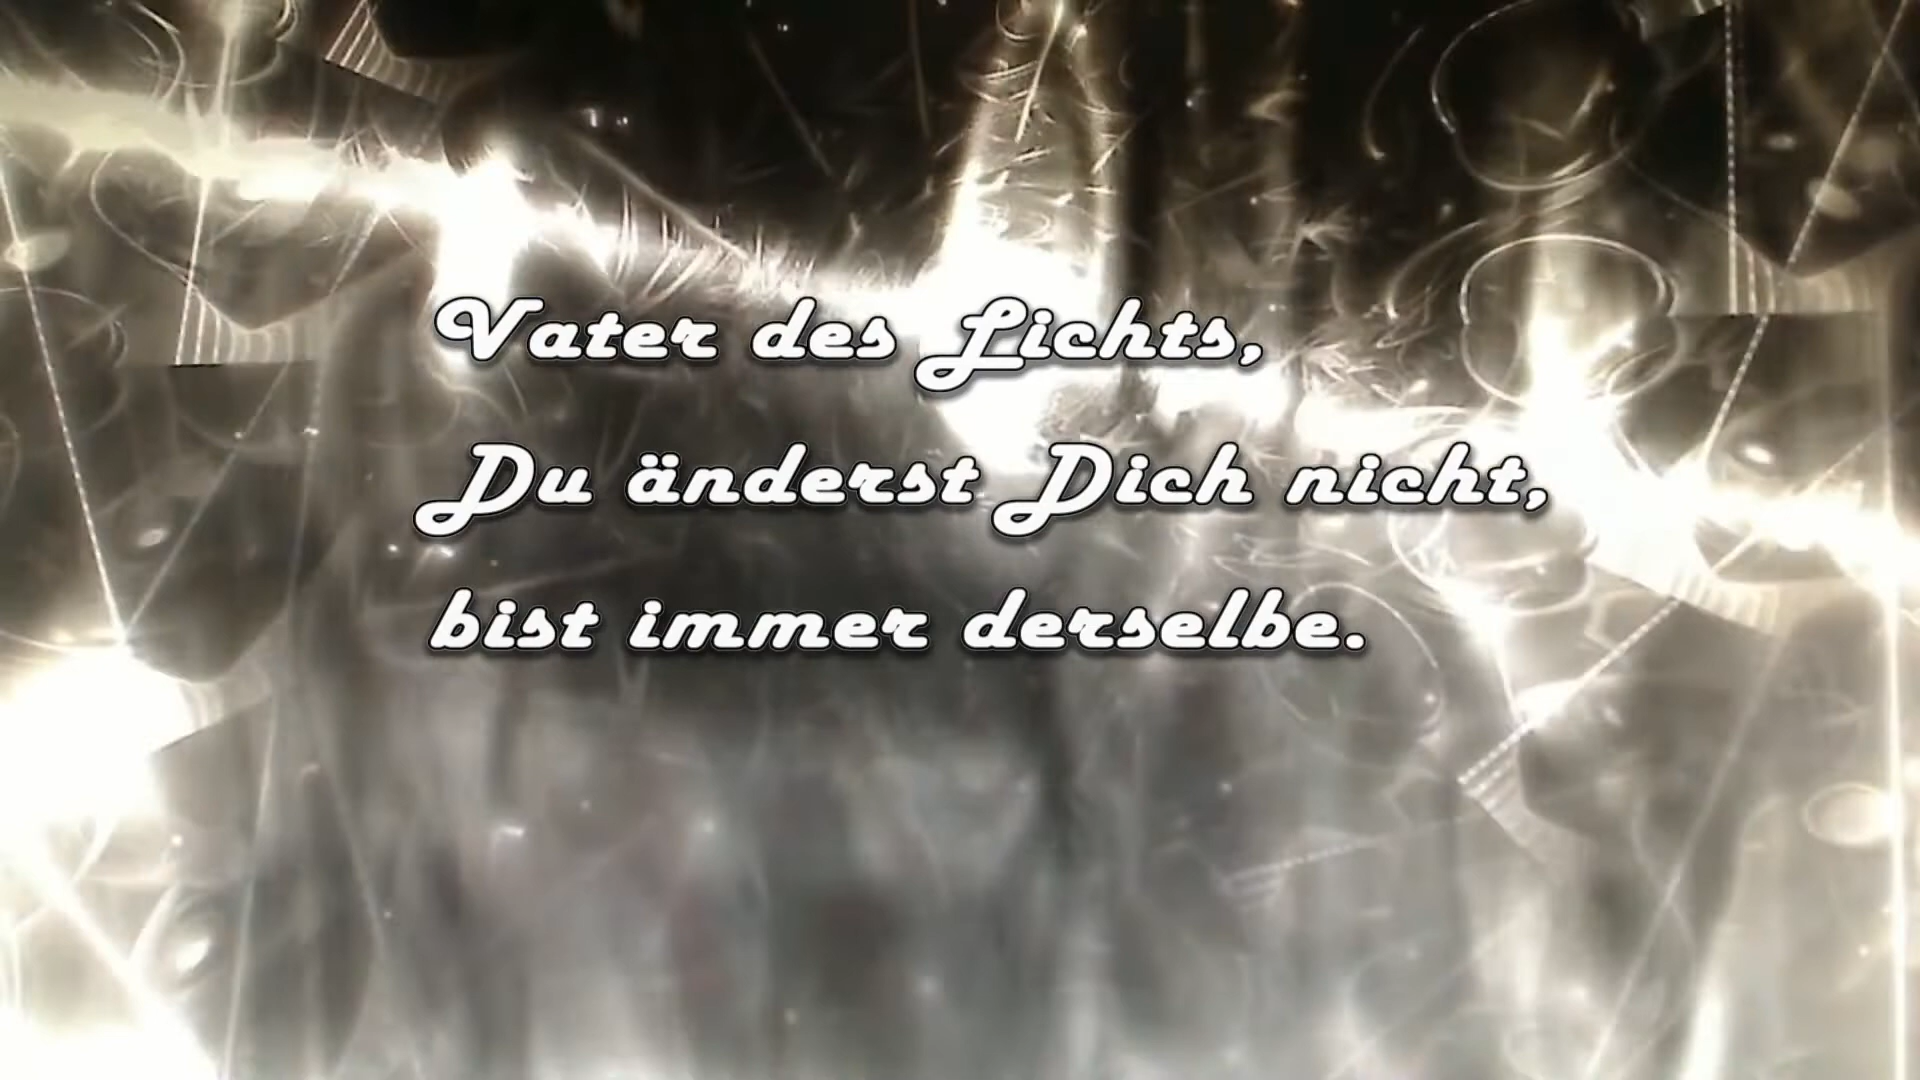 Vater des Lichts,
Du änderst Dich nicht,
bist immer derselbe.